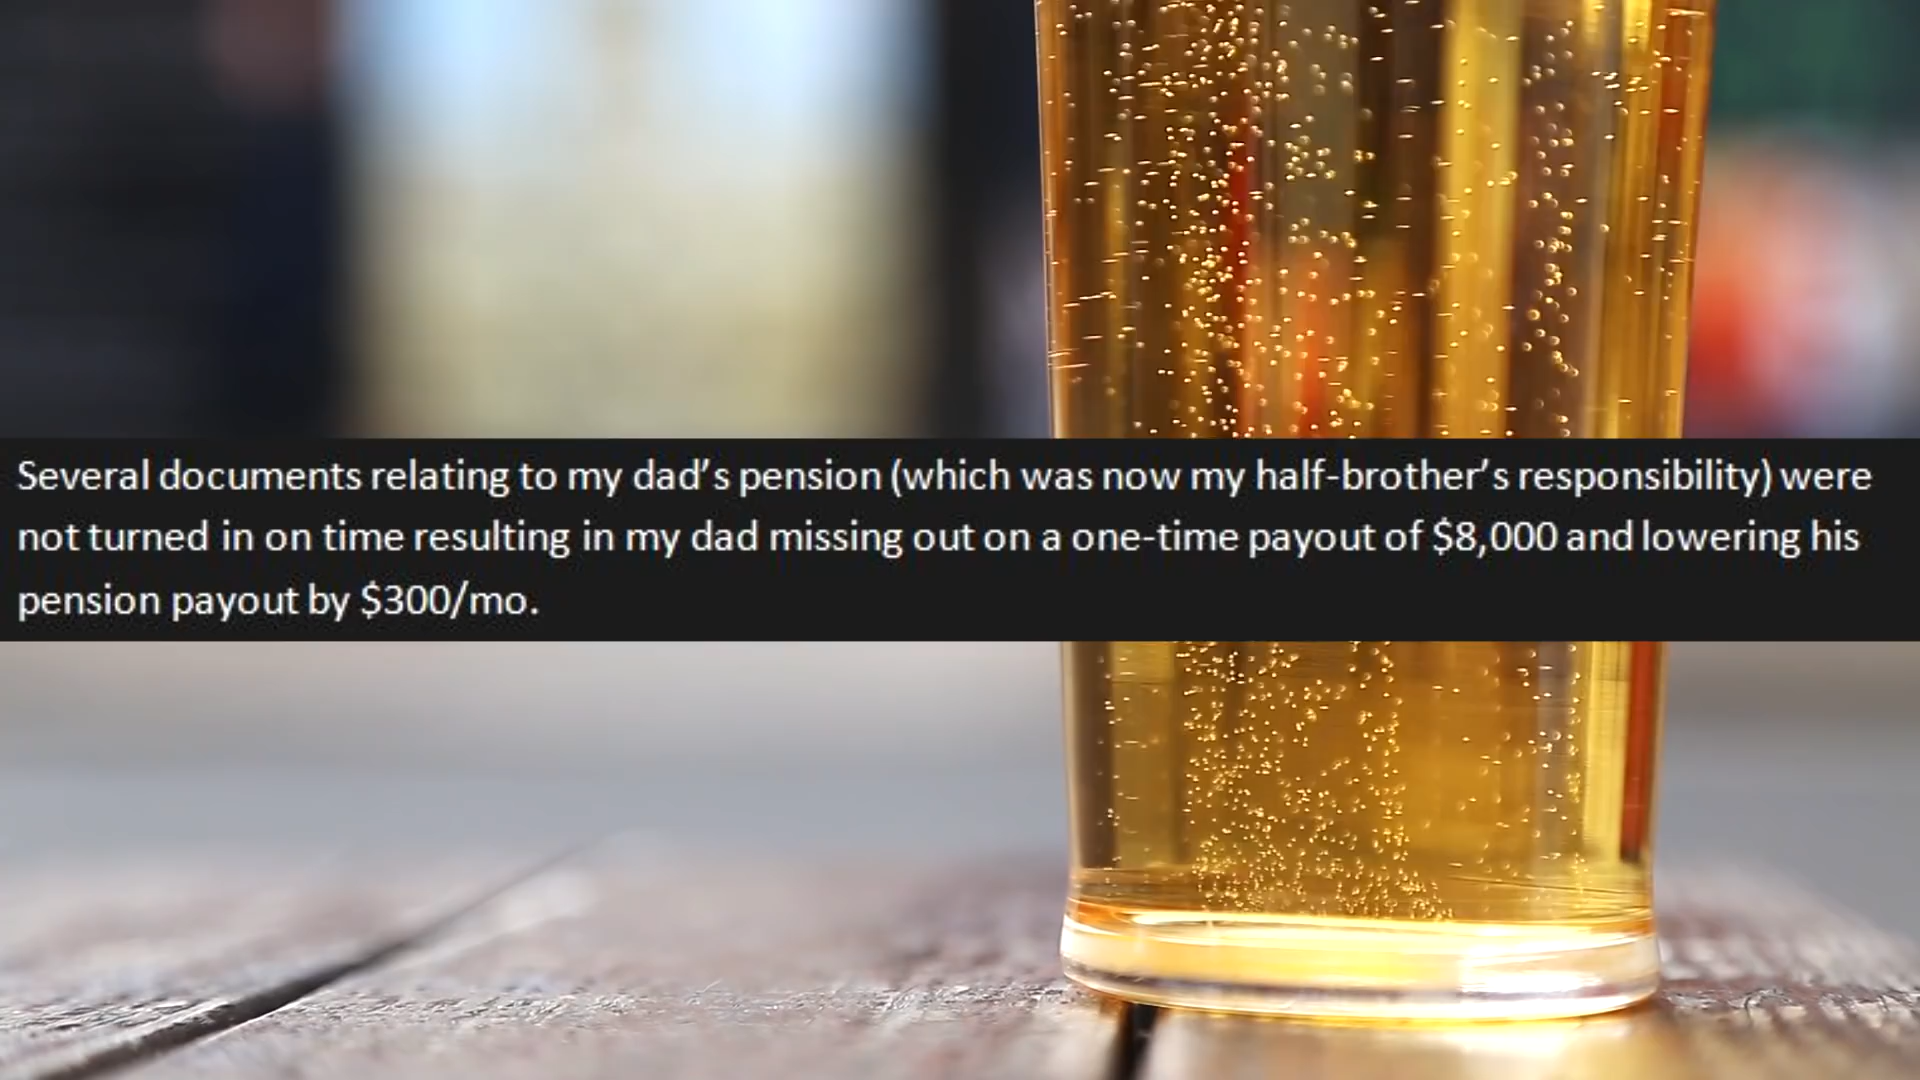 Several documents relating to my dad’s pension (which was now my half-brother’s responsibility) were
not turned in on time resulting in my dad missing out on a one-time payout of $8,000 and lowering his
pension payout by $300/mo.